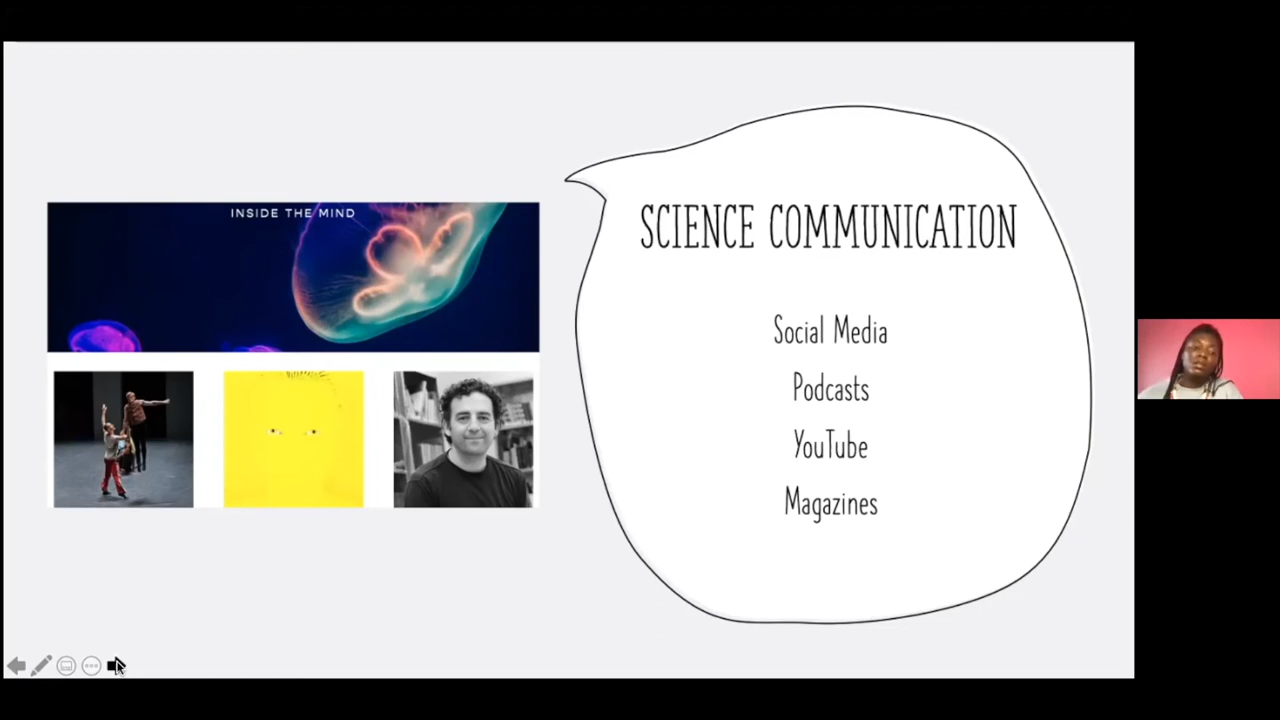 INSIDE THE MIND
SCIENCE COMMUNICATION
Social Media
Podcasts
YouTube
Magazines